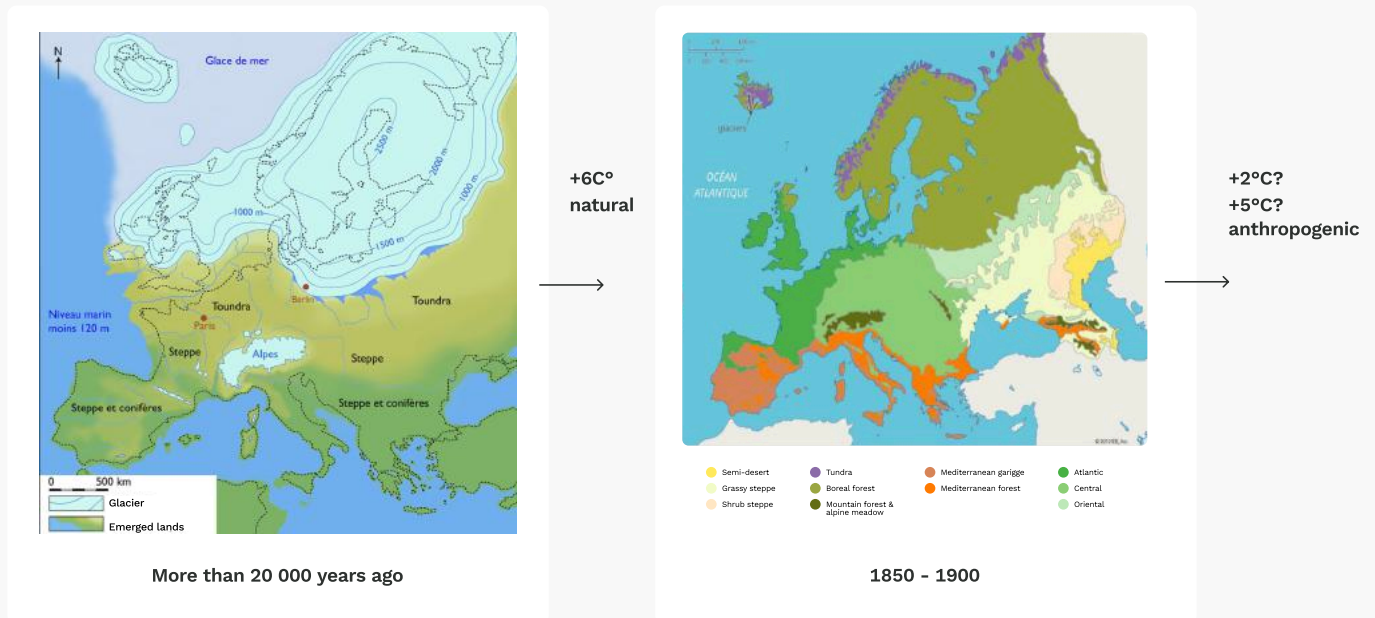 N
Glace de mer
2500 m
2000 m
1000 m
1000 m
1500 m
Berlin
Toundra
Toundra
Paris
Niveau marin
moins 120 m
Steppe
Alpes
Steppe
Steppe et conifères
Steppe et conifères
0 500 km
Glacier
Emerged lands
More than 20 000 years ago
+6C°
natural
glaciers
OCÉAN
ATLANTIQUE
Semi-desert
Grassy steppe
Shrub steppe
Tundra
Boreal forest
Mountain forest &
alpine meadow
Mediterranean garigge
Mediterranean forest
Atlantic
Central
Oriental
1850 - 1900
+2°C?
+5°C?
anthropogenic